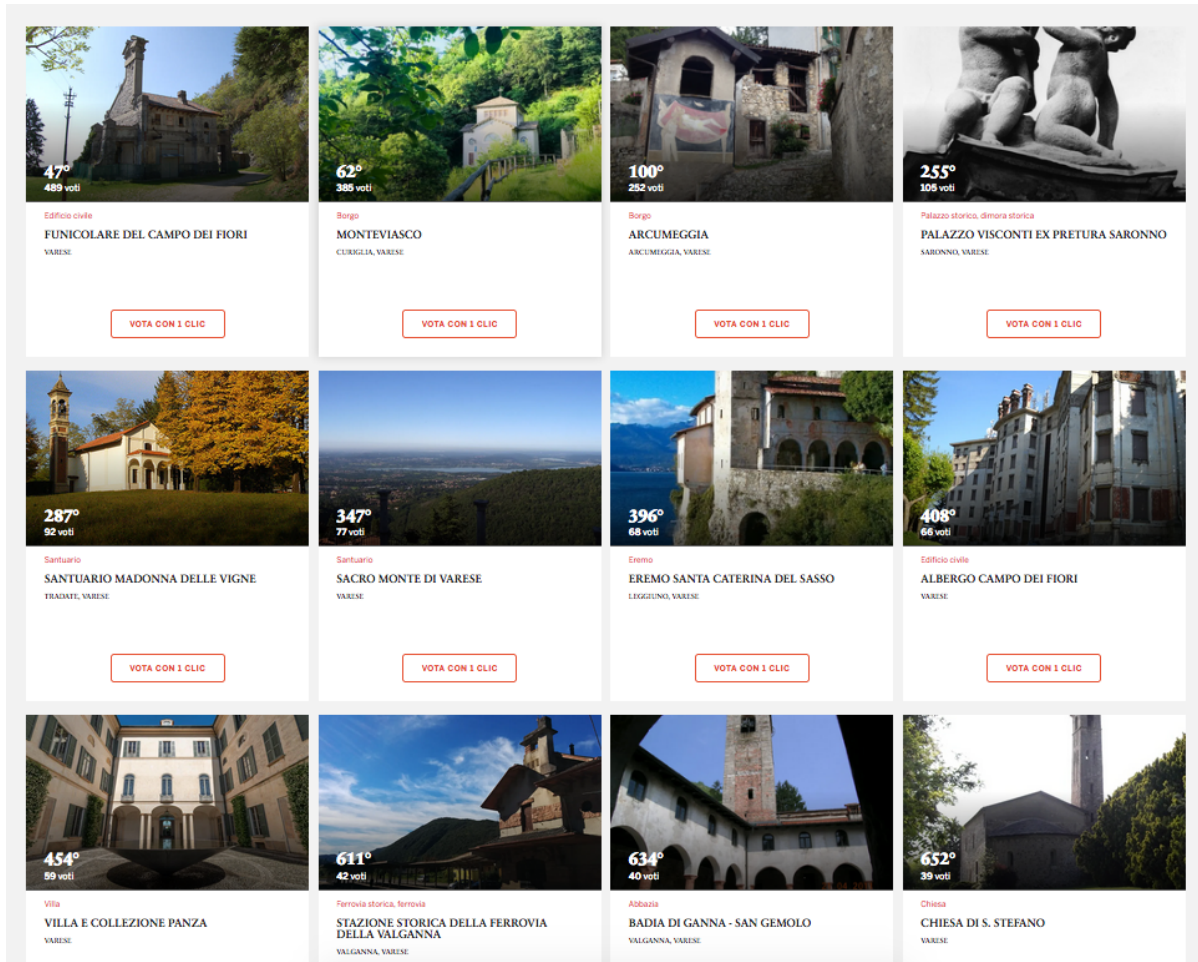 47°
489 voti
Edificio civile
FUNICOLARE DEL CAMPO DEI FIORI
VARESE
VOTA CON 1 CLIC
62°
385 voti
Borgo
MONTEVIASCO
CURIGLIA, VARESE
VOTA CON 1 CLIC
100°
252 voti
Borgo
ARCUMEGGIA
ARCUMEGGIA, VARESE
VOTA CON 1 CLIC
255°
105 voti
Palazzo storico, dimora storica
PALAZZO VISCONTI EX PRETURA SARONNO
SARONNO, VARESE
VOTA CON 1 CLIC
287°
92 voti
Santuario
SANTUARIO MADONNA DELLE VIGNE
TRADATE, VARESE
VOTA CON 1 CLIC
347°
77 voti
Santuario
SACRO MONTE DI VARESE
VARESE
VOTA CON 1 CLIC
396°
68 voti
Eremo
EREMO SANTA CATERINA DEL SASSO
LEGGIUNO, VARESE
VOTA CON 1 CLIC
408°
66 voti
Edificio civile
ALBERGO CAMPO DEI FIORI
VARESE
VOTA CON 1 CLIC
454°
59 voti
Villa
VILLA E COLLEZIONE PANZA
VARESE
611°
42 voti
Ferrovia storica, ferrovia
STAZIONE STORICA DELLA FERROVIA
DELLA VALGANNA
VALGANNA, VARESE
634°
40 voti
Abbazia
BADIA DI GANNA - SAN GEMOLO
VALGANNA, VARESE
652°
39 voti
Chiesa
CHIESA DI S. STEFANO
VARESE